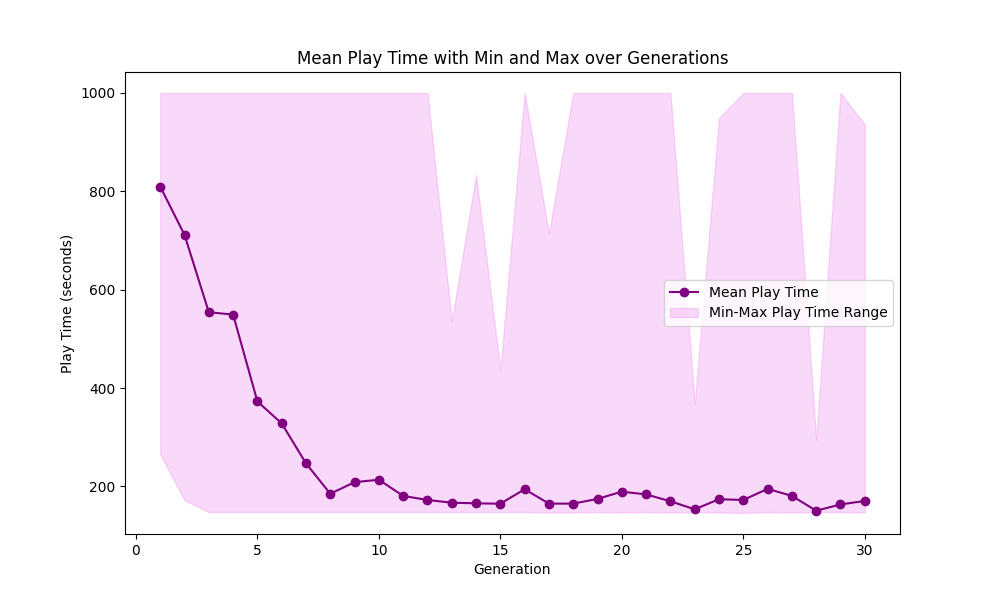 Mean Play Time with Min and Max over Generations
1000
800
600
400
200
Play Time (seconds)
Mean Play Time
Min-Max Play Time Range
0 5 10 15 20 25 30
Generation